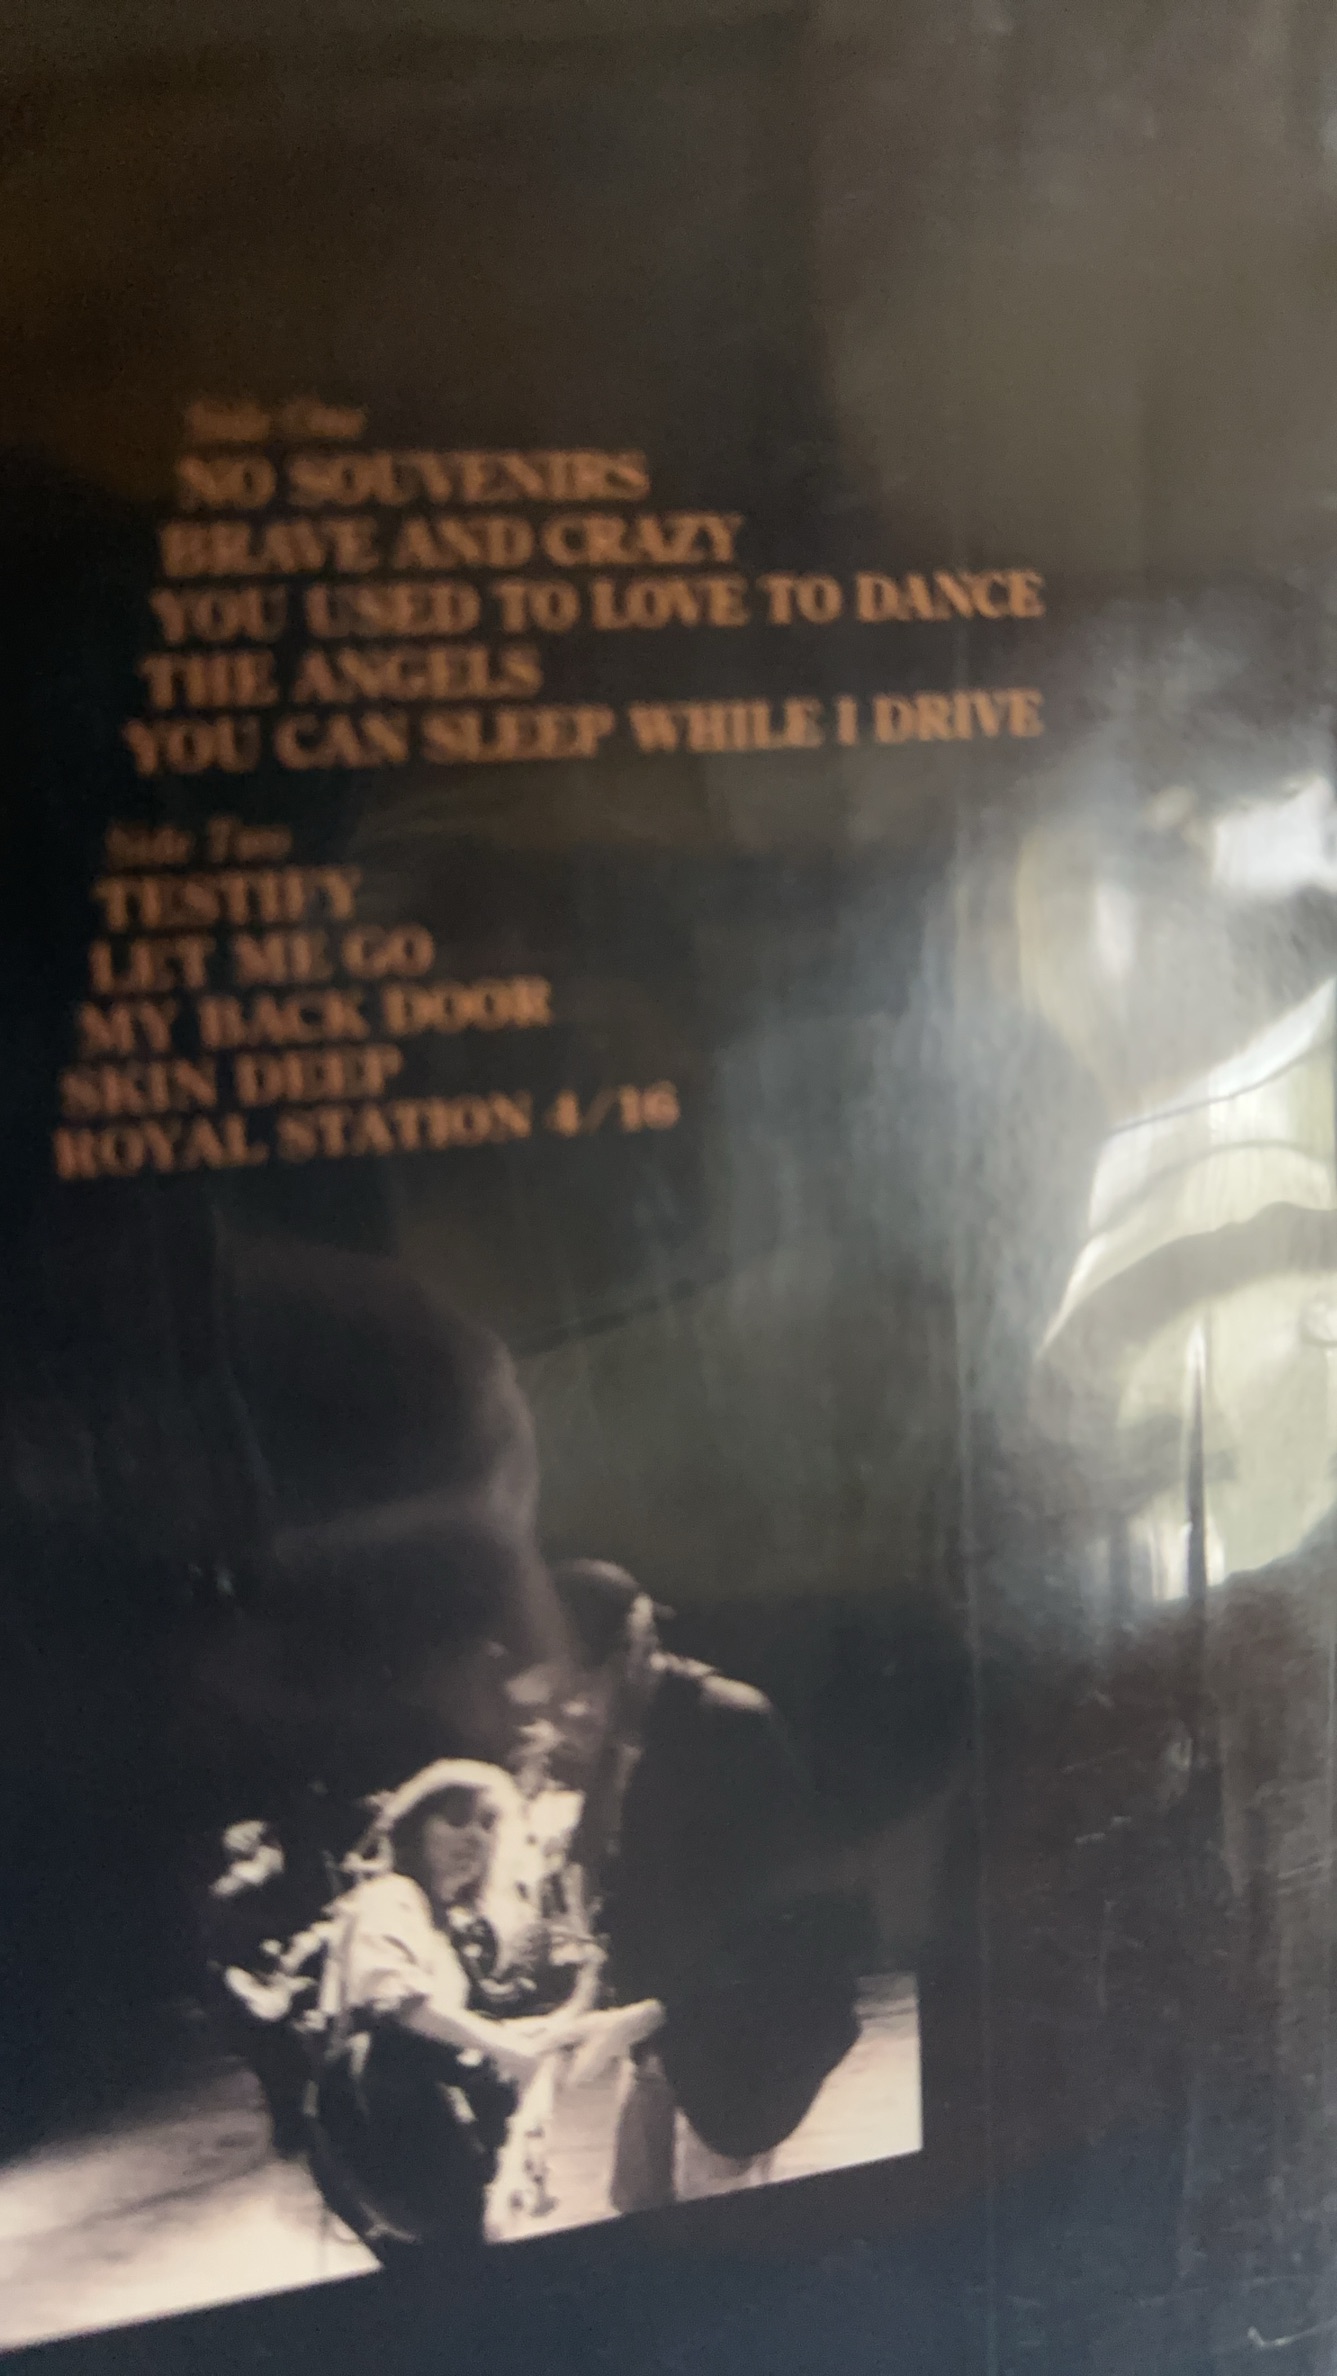 Side One
NO SOUVENIRS
BRAVE AND CRAZY
YOU USED TO LOVE TO DANCE
THE ANGELS
YOU CAN SLEEP WHILE I DRIVE
Side Two
TESTIFY
LET ME GO
MY BACK DOOR
SKIN DEEP
ROYAL STATION 4/16